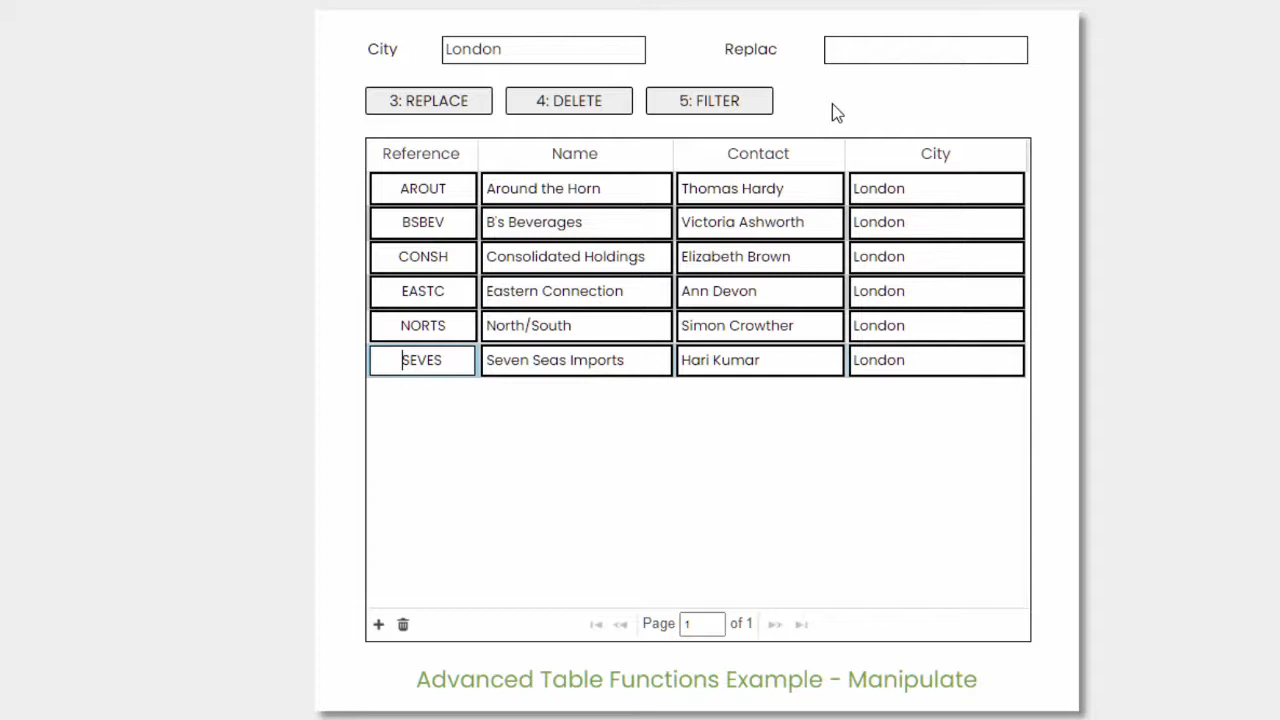 City London Replac
3: REPLACE 4: DELETE 5: FILTER
Reference Name Contact City
AROUT Around the Horn Thomas Hardy London
BSBEV B's Beverages Victoria Ashworth London
CONSH Consolidated Holdings Elizabeth Brown London
EASTC Eastern Connection Ann Devon London
NORTS North/South Simon Crowther London
SEVES Seven Seas Imports Hari Kumar London
Page 1 of 1
Advanced Table Functions Example - Manipulate